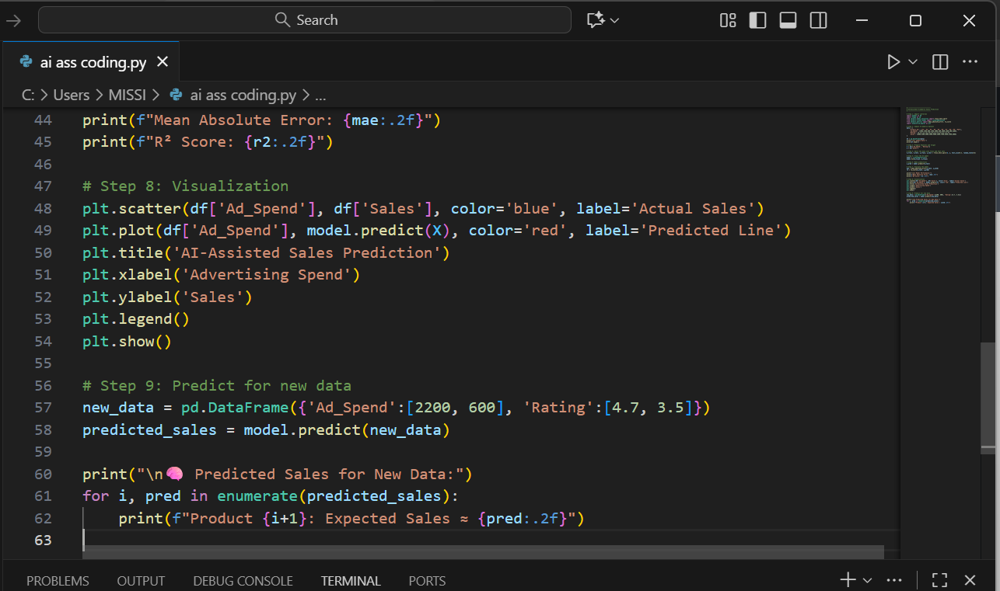 Search
ai ass coding.py
C: > Users > MISSI > ai ass coding.py > ...
44 print(f"Mean Absolute Error: {mae:.2f}")
45 print(f"R² Score: {r2:.2f}")
46
47 # Step 8: Visualization
48 plt.scatter(df['Ad_Spend'], df['Sales'], color='blue', label='Actual Sales')
49 plt.plot(df['Ad_Spend'], model.predict(X), color='red', label='Predicted Line')
50 plt.title('AI-Assisted Sales Prediction')
51 plt.xlabel('Advertising Spend')
52 plt.ylabel('Sales')
53 plt.legend()
54 plt.show()
55
56 # Step 9: Predict for new data
57 new_data = pd.DataFrame({'Ad_Spend':[2200, 600], 'Rating':[4.7, 3.5]})
58 predicted_sales = model.predict(new_data)
59
60 print("\n🧠 Predicted Sales for New Data:")
61 for i, pred in enumerate(predicted_sales):
62     print(f"Product {i+1}: Expected Sales ≈ {pred:.2f}")
63
PROBLEMS OUTPUT DEBUG CONSOLE TERMINAL PORTS